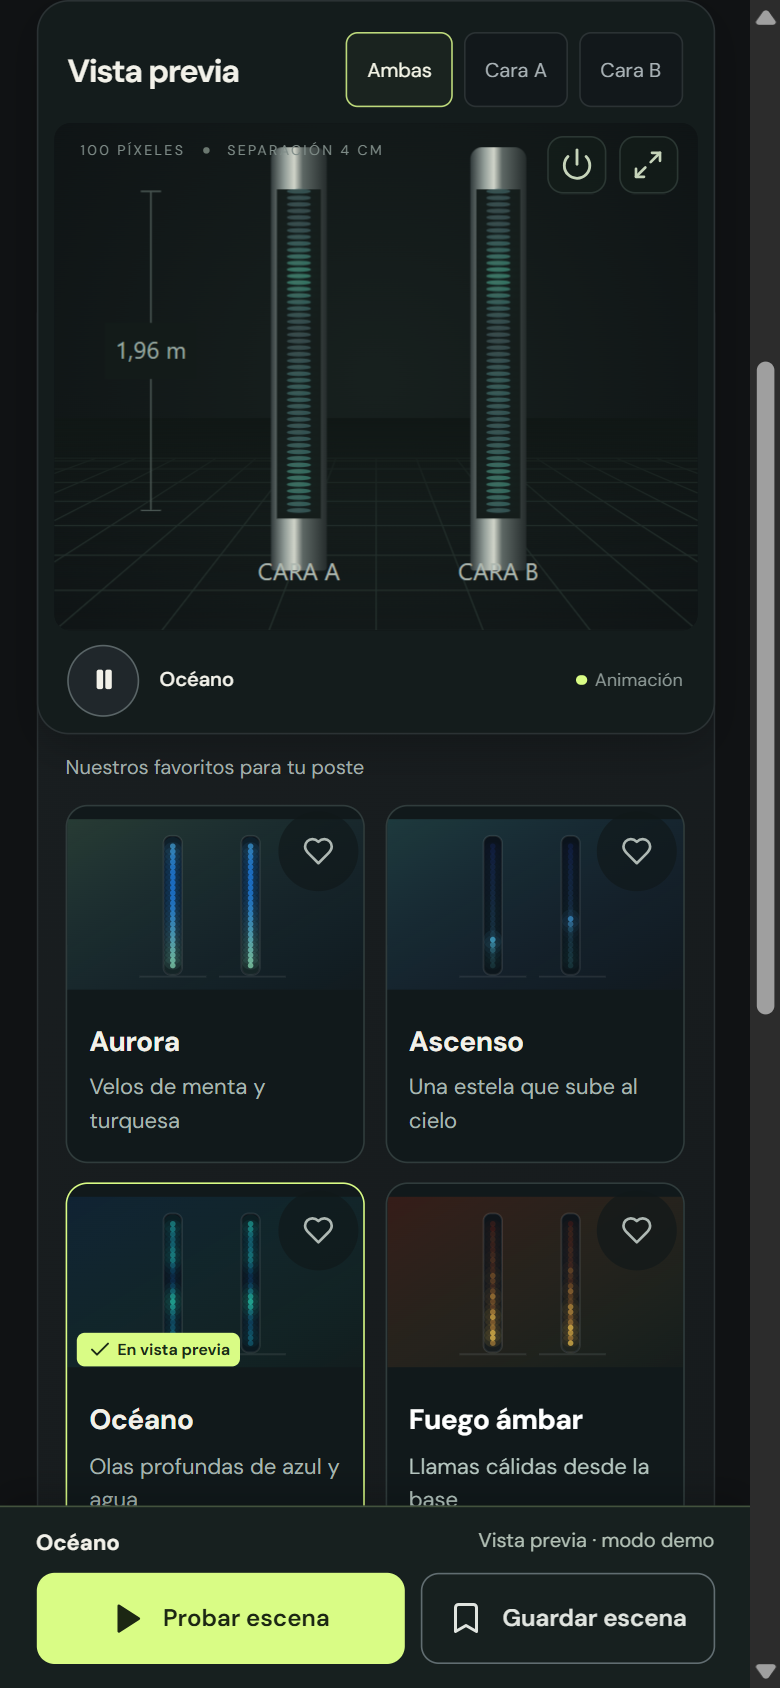 Vista previa
Ambas
Cara A
Cara B
100 PÍXELES • SEPARACIÓN 4 CM
1,96 m
CARA A
CARA B
Océano
Animación
Nuestros favoritos para tu poste
Aurora
Velos de menta y
turquesa
Ascenso
Una estela que sube al
cielo
En vista previa
Océano
Olas profundas de azul y
agua
Fuego ámbar
Llamas cálidas desde la
base
Océano
Vista previa · modo demo
Probar escena
Guardar escena